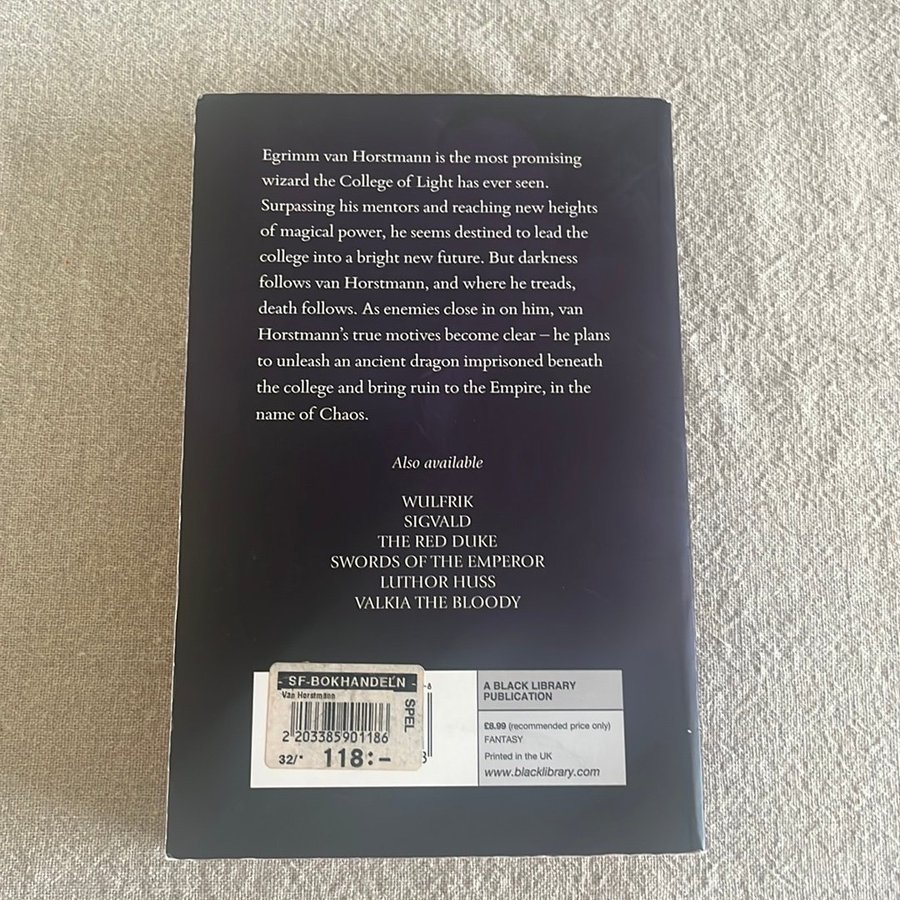 Egrimm van Horstmann is the most promising
wizard the College of Light has ever seen.
Surpassing his mentors and reaching new heights
of magical power, he seems destined to lead the
college into a bright new future. But darkness
follows van Horstmann, and where he treads,
death follows. As enemies close in on him, van
Horstmann's true motives become clear – he plans
to unleash an ancient dragon imprisoned beneath
the college and bring ruin to the Empire, in the
name of Chaos.
Also available
WULFRIK
SIGVALD
THE RED DUKE
SWORDS OF THE EMPEROR
LUTHOR HUSS
VALKIA THE BLOODY
- SF-BOKHANDELN -
Van Horstmann
SPEL
2 203385901186
32/*
118:-
-8
3
A BLACK LIBRARY
PUBLICATION
£8.99 (recommended price only)
FANTASY
Printed in the UK
www.blacklibrary.com